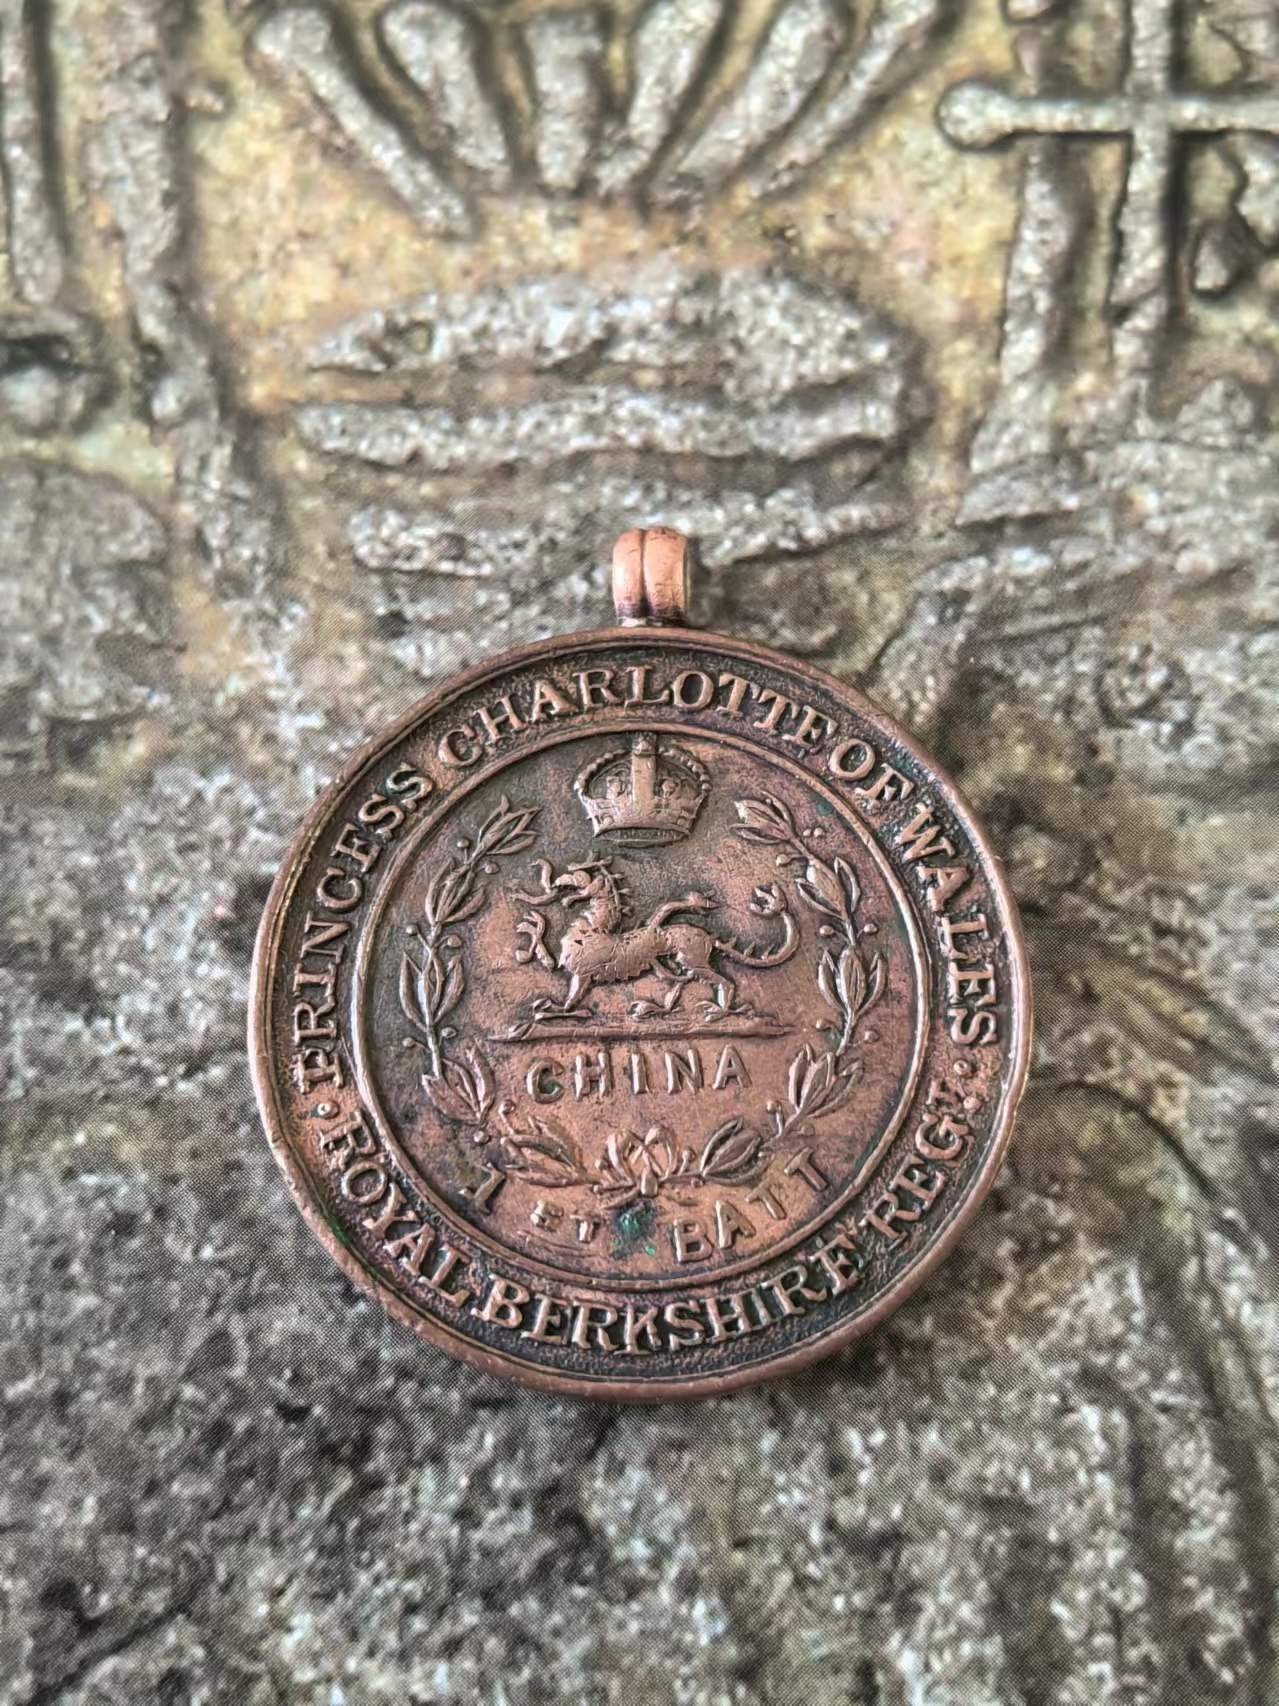 PRINCESS CHARLOTTE OF WALES
CHINA
1ST BATT
ROYAL BERKSHIRE REGT